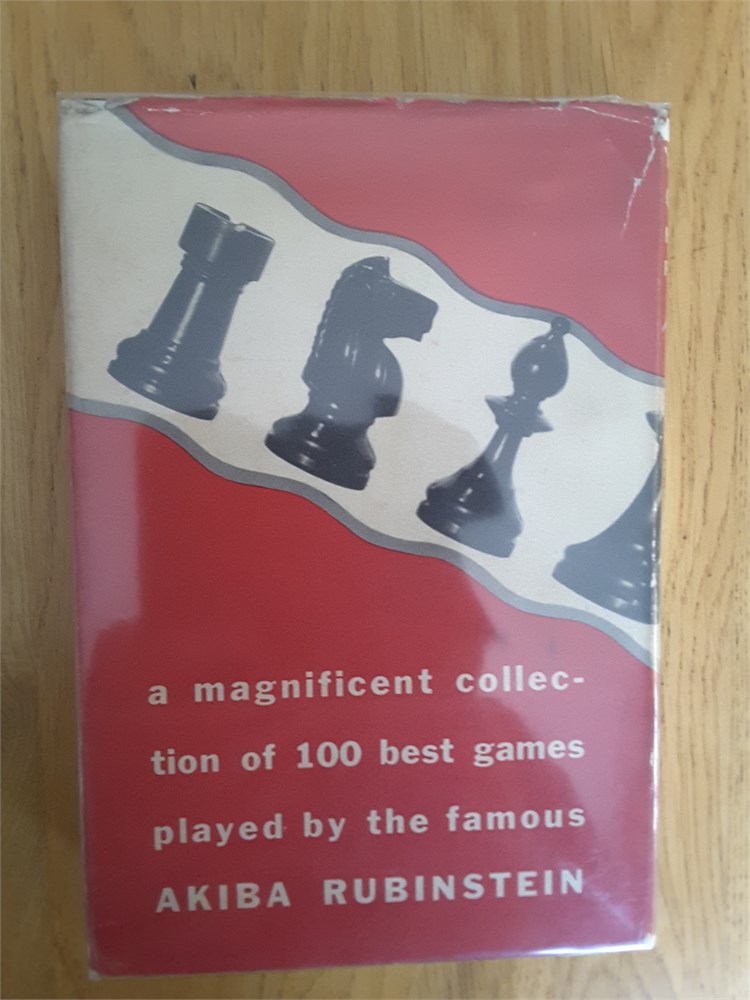 a magnificent collec-
tion of 100 best games
played by the famous
AKIBA RUBINSTEIN